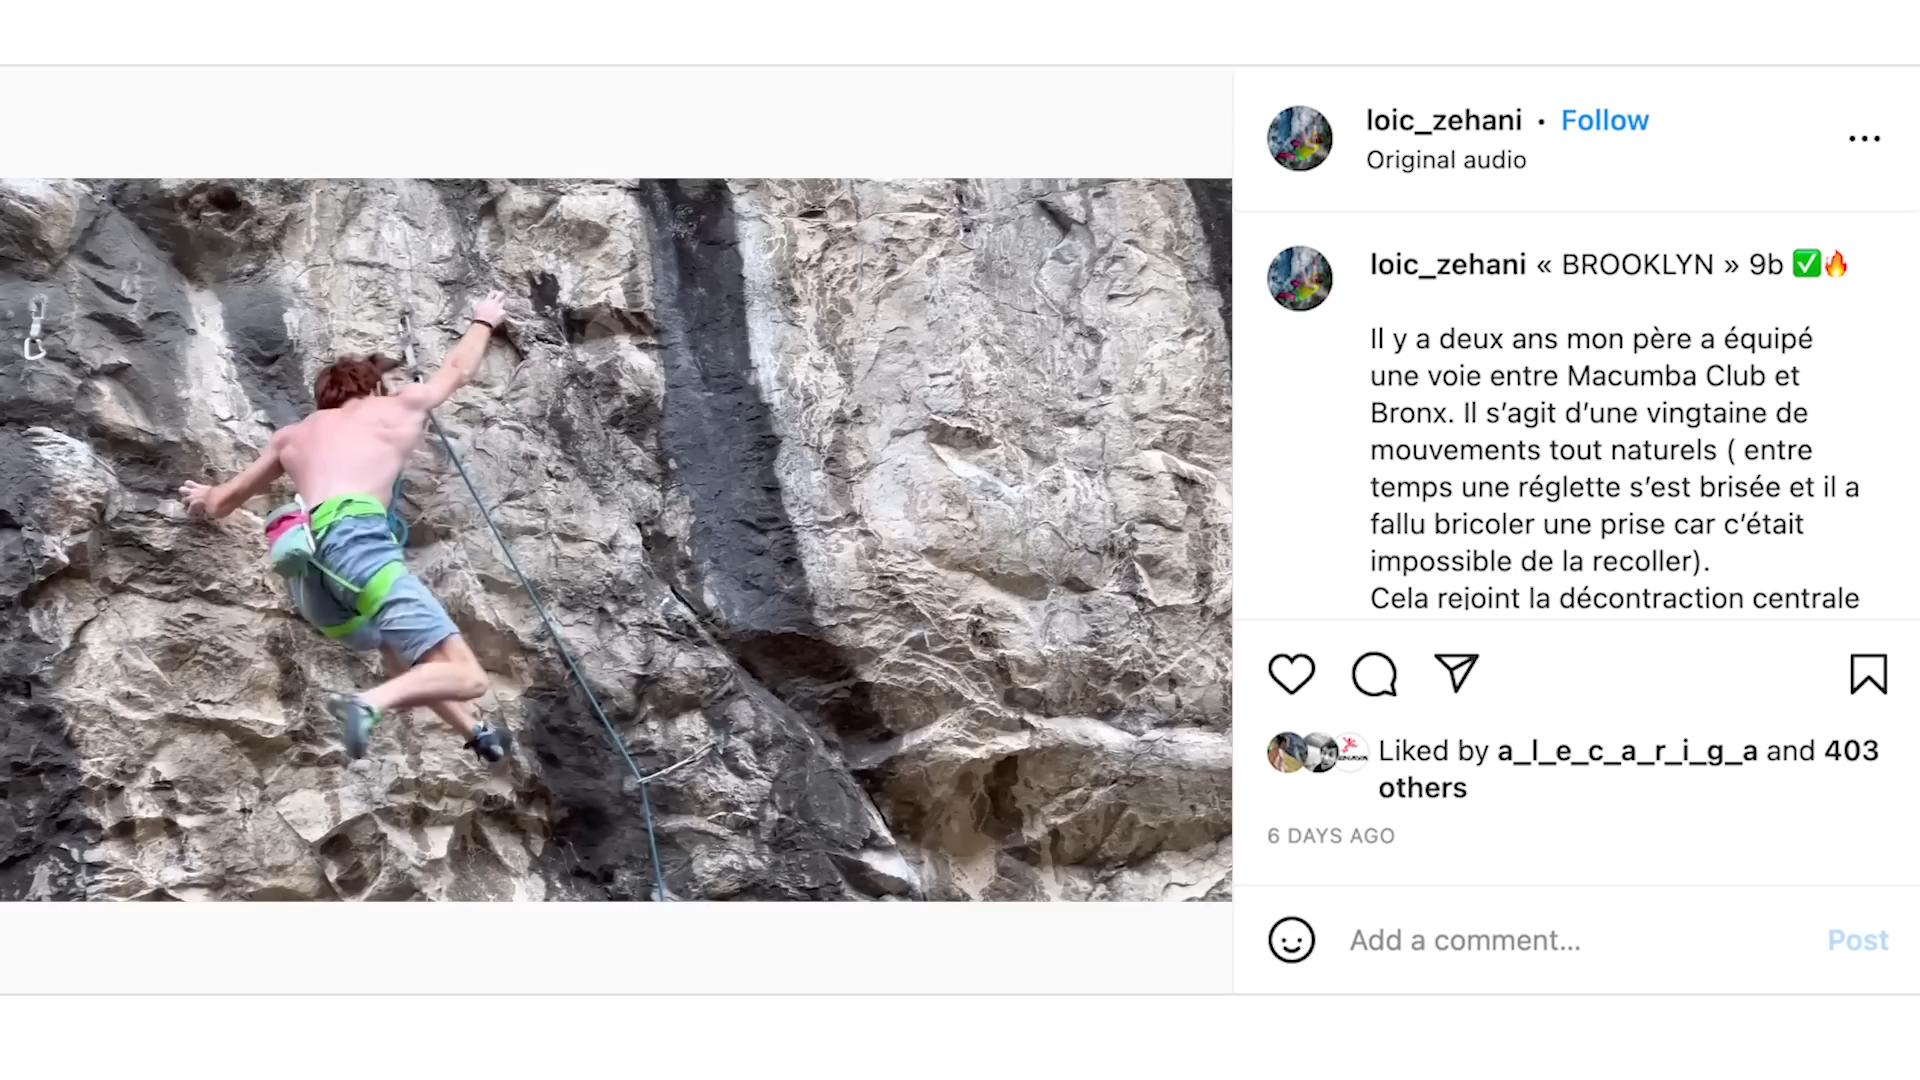 loic_zehani • Follow
Original audio
loic_zehani « BROOKLYN » 9b ✅🔥
Il y a deux ans mon père a équipé
une voie entre Macumba Club et
Bronx. Il s’agit d’une vingtaine de
mouvements tout naturels ( entre
temps une réglette s’est brisée et il a
fallu bricoler une prise car c’était
impossible de la recoller).
Cela rejoint la décontraction centrale
Liked by a_l_e_c_a_r_i_g_a and 403
others
6 DAYS AGO
Add a comment...
Post